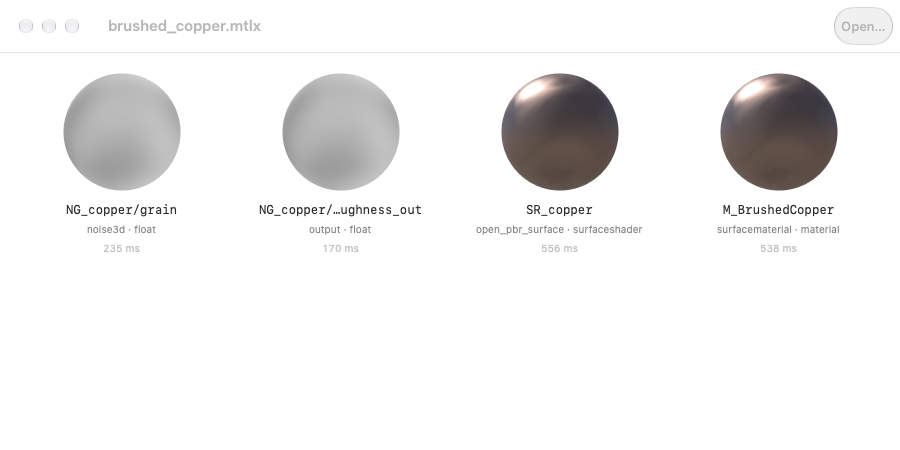 brushed_copper.mtlx
Open...
NG_copper/grain
noise3d · float
235 ms
NG_copper/…ughness_out
output · float
170 ms
SR_copper
open_pbr_surface · surfaceshader
556 ms
M_BrushedCopper
surfacematerial · material
538 ms